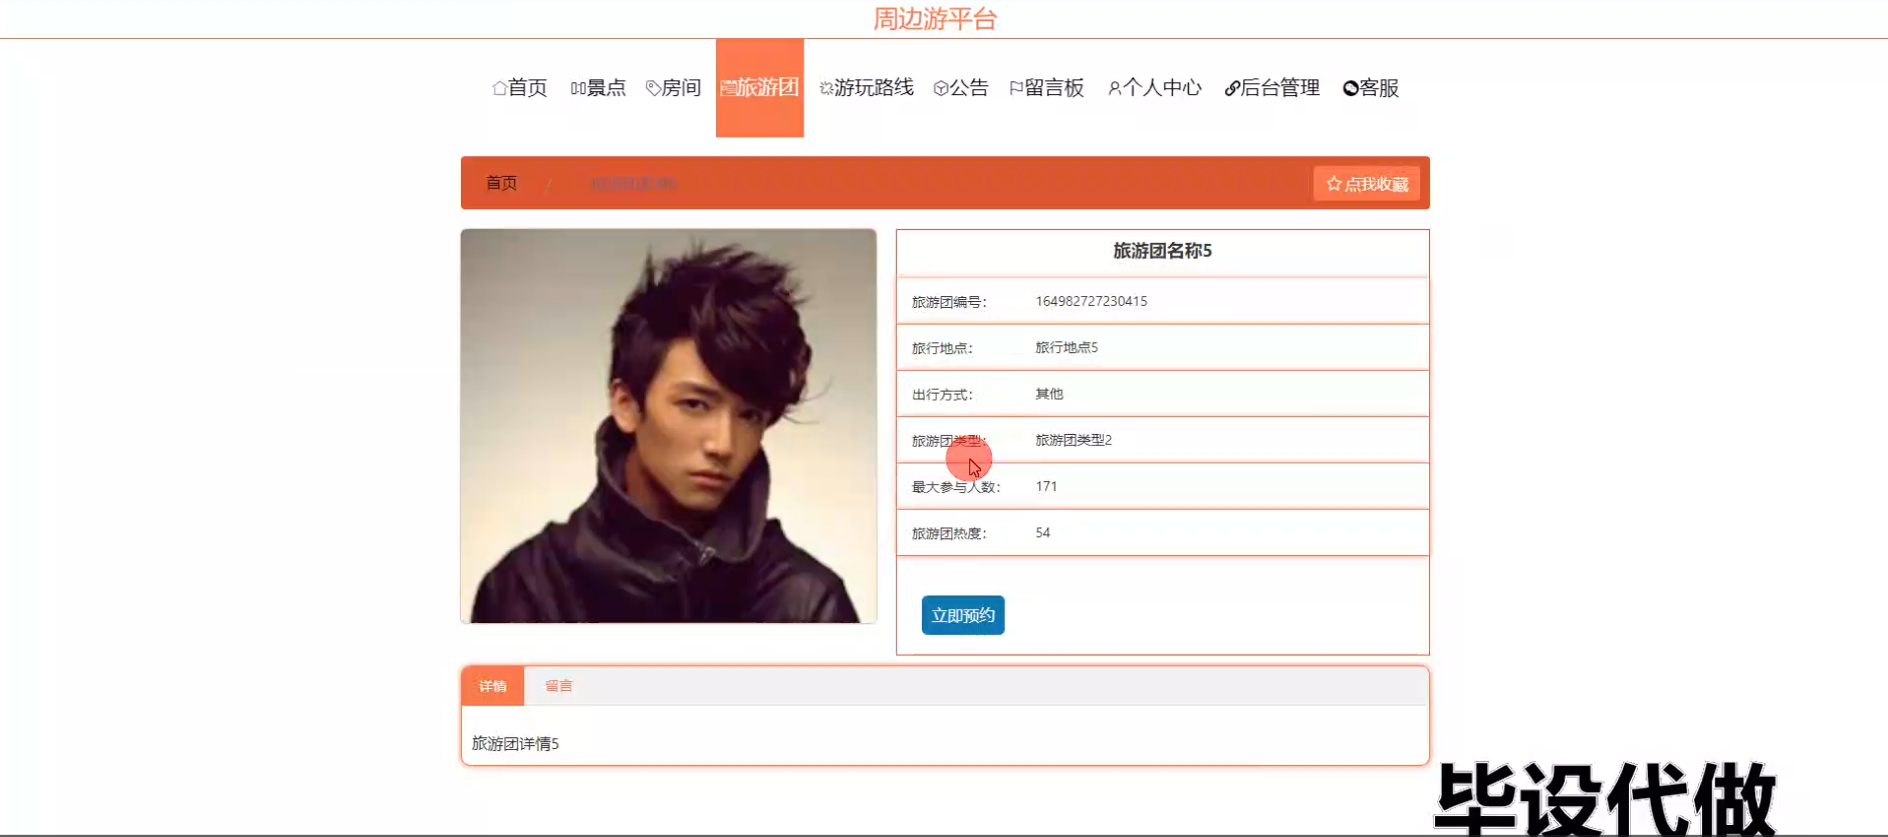 周边游平台
首页 景点 房间 旅游团 游玩路线 公告 留言板 个人中心 后台管理 客服
首页 / 点我收藏
旅游团名称5
旅游团编号： 164982727230415
旅行地点： 旅行地点5
出行方式： 其他
旅游团类型： 旅游团类型2
最大参与人数： 171
旅游团热度： 54
立即预约
详情 留言
旅游团详情5
毕设代做